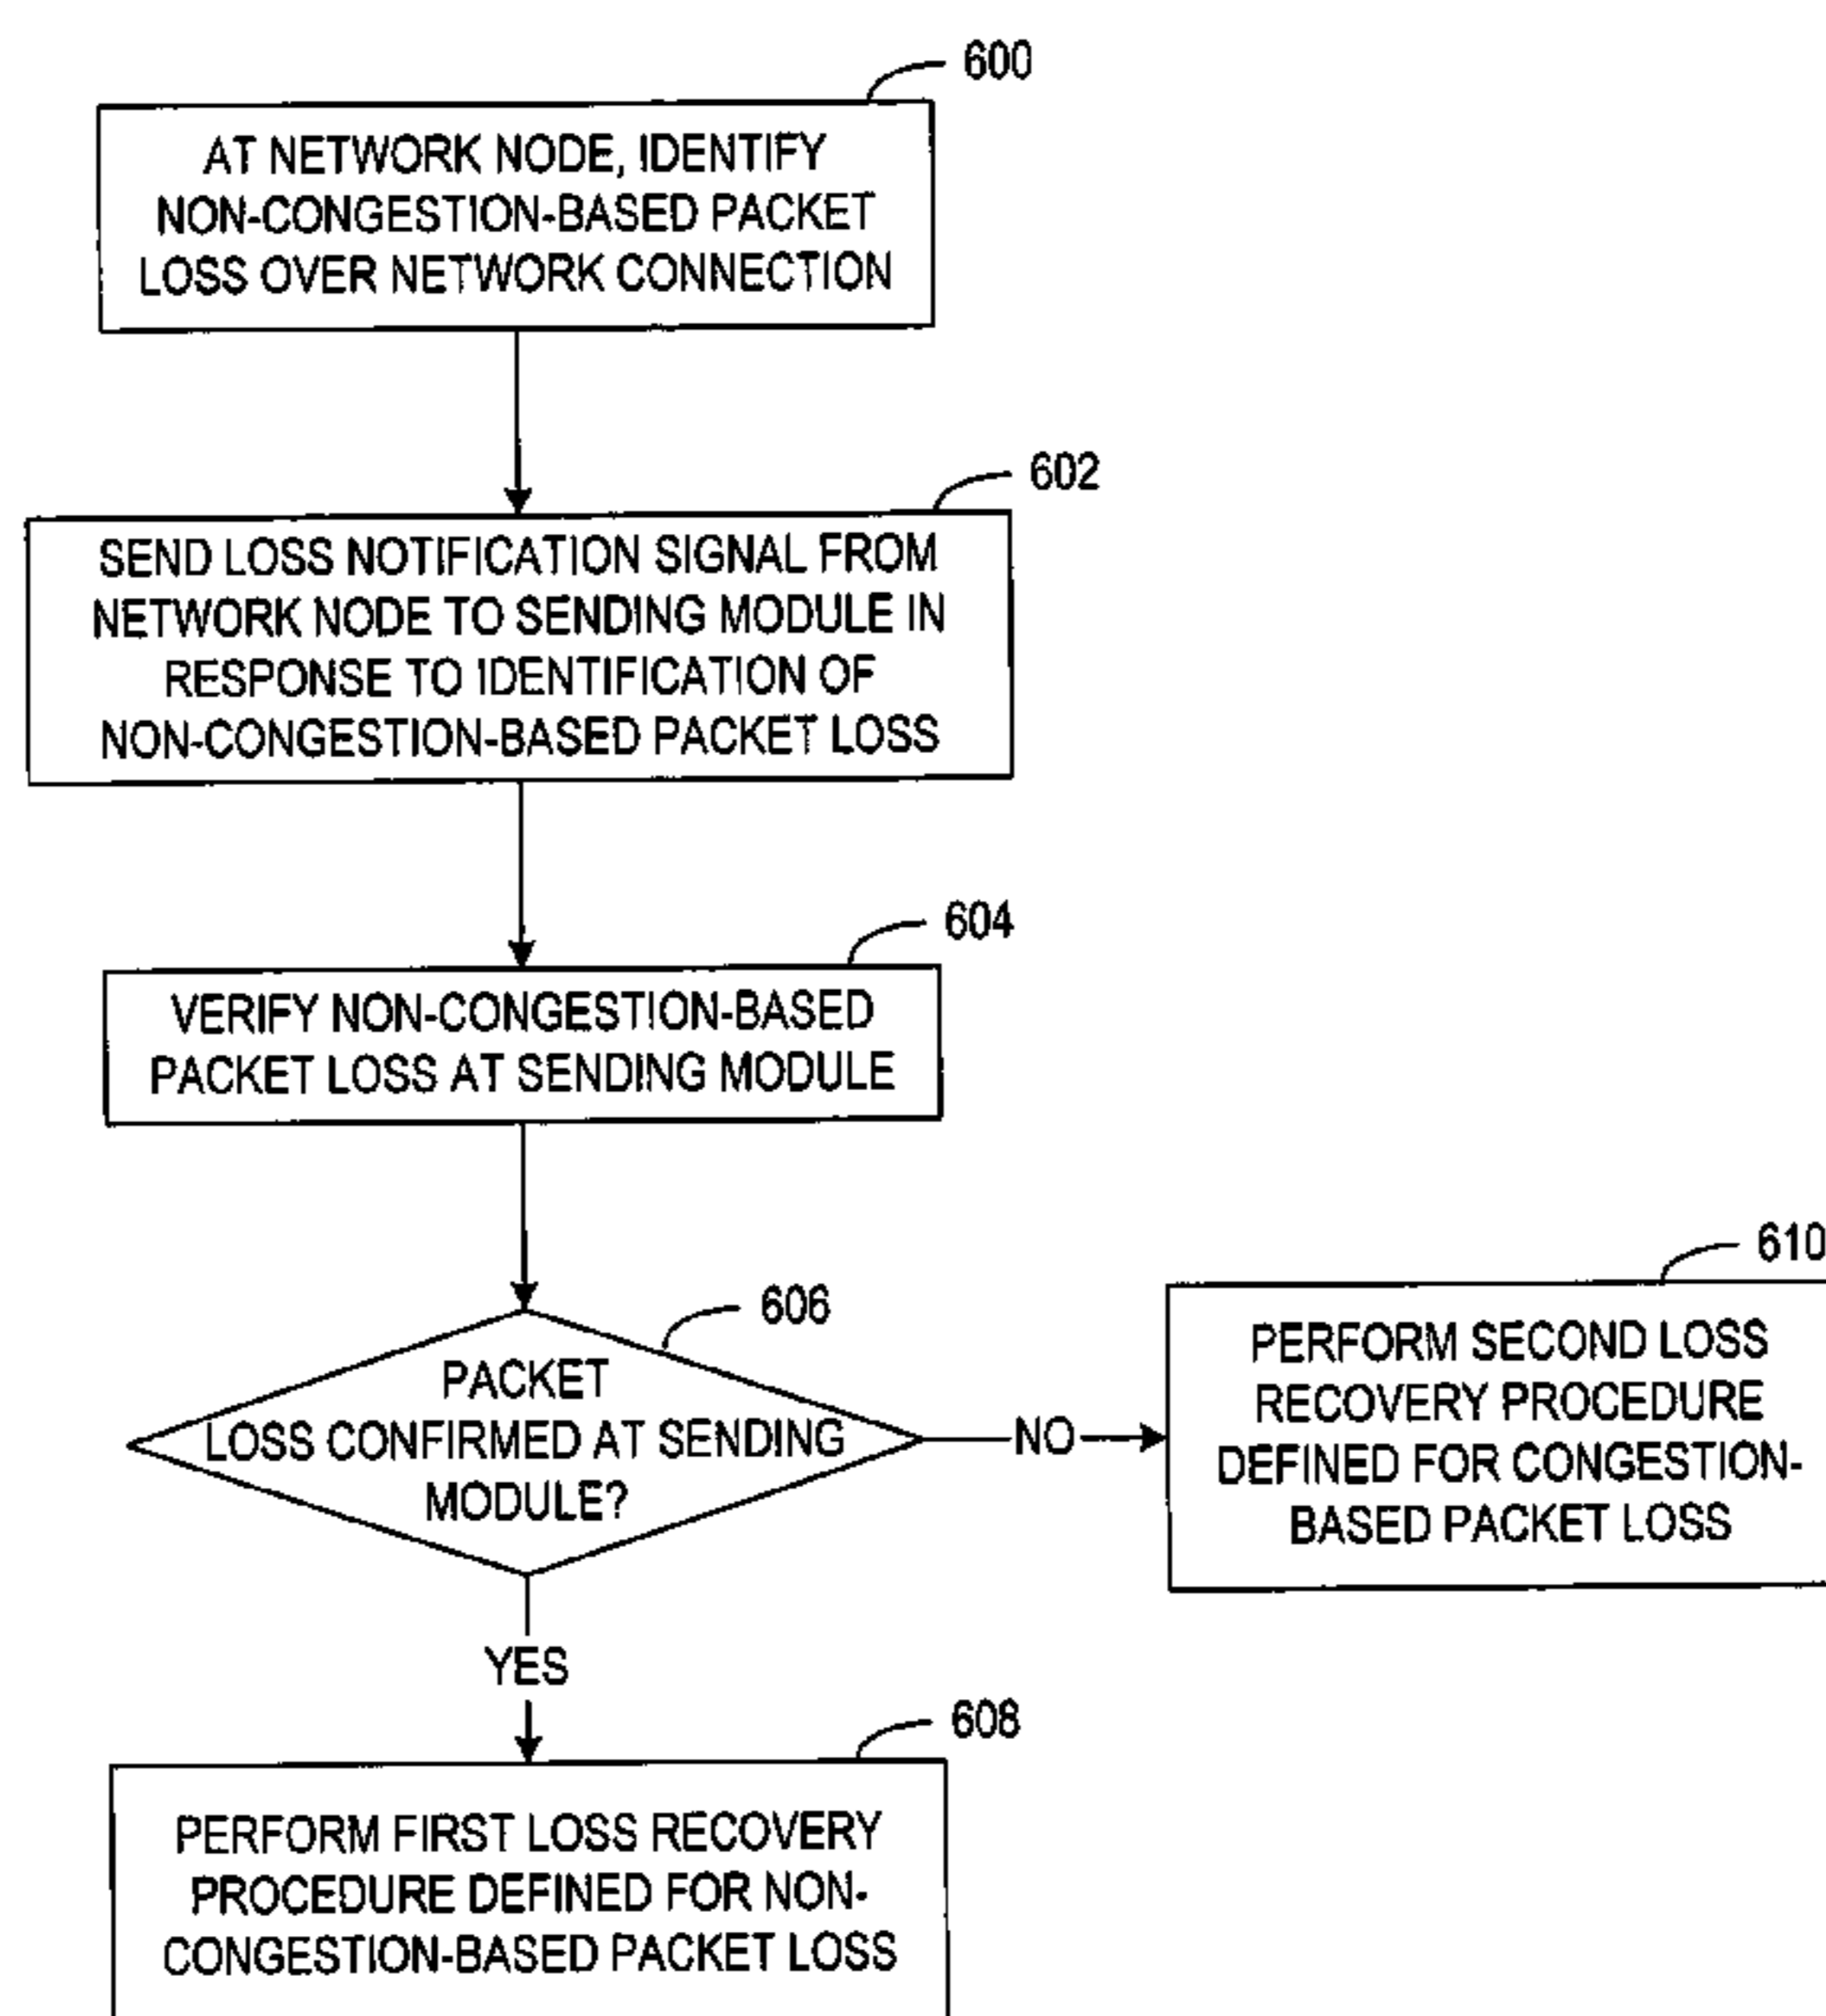 600
AT NETWORK NODE, IDENTIFY
NON-CONGESTION-BASED PACKET
LOSS OVER NETWORK CONNECTION
602
SEND LOSS NOTIFICATION SIGNAL FROM
NETWORK NODE TO SENDING MODULE IN
RESPONSE TO IDENTIFICATION OF
NON-CONGESTION-BASED PACKET LOSS
604
VERIFY NON-CONGESTION-BASED
PACKET LOSS AT SENDING MODULE
606
PACKET
LOSS CONFIRMED AT SENDING
MODULE?
NO
610
PERFORM SECOND LOSS
RECOVERY PROCEDURE
DEFINED FOR CONGESTION-
BASED PACKET LOSS
YES
608
PERFORM FIRST LOSS RECOVERY
PROCEDURE DEFINED FOR NON-
CONGESTION-BASED PACKET LOSS